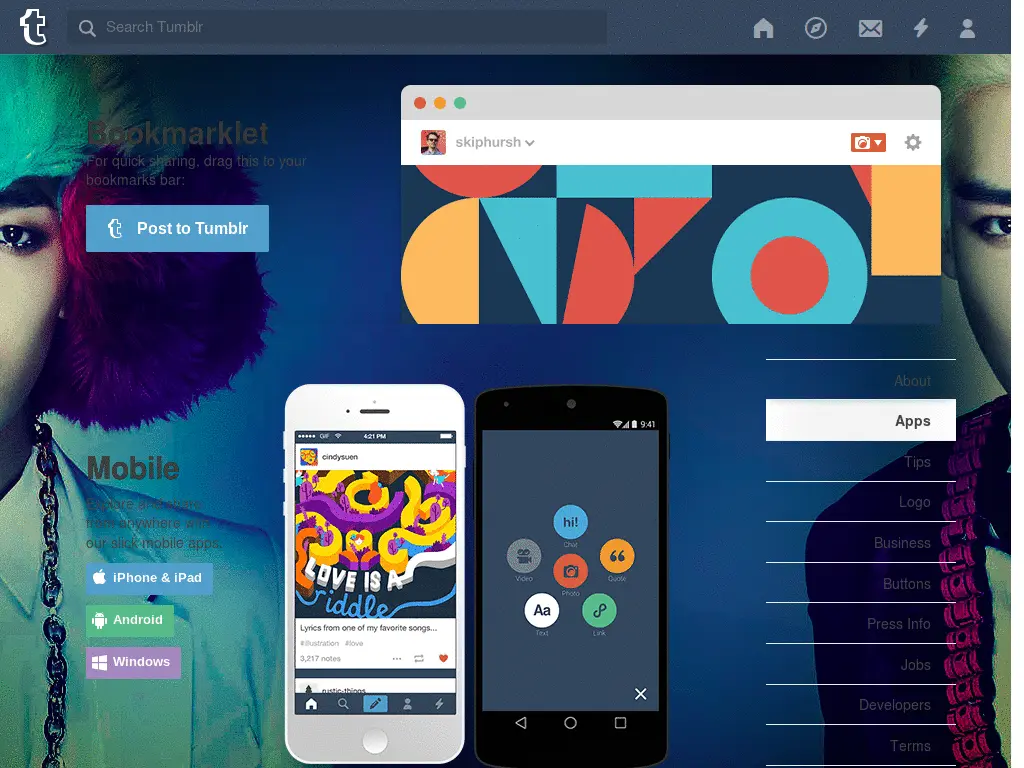 Search Tumblr
Bookmarklet
For quick sharing, drag this to your
bookmarks bar:
Post to Tumblr
skiphursh
Mobile
Explore and share
from anywhere with
our slick mobile apps.
iPhone & iPad
Android
Windows
GIF
4:21 PM
cindysuen
LOVE IS A
riddle
Lyrics from one of my favorite songs...
#illustration #love
3,217 notes
rustic-things
9:41
hi!
Chat
Video
Quote
Photo
Aa
Text
Link
About
Apps
Tips
Logo
Business
Buttons
Press Info
Jobs
Developers
Terms